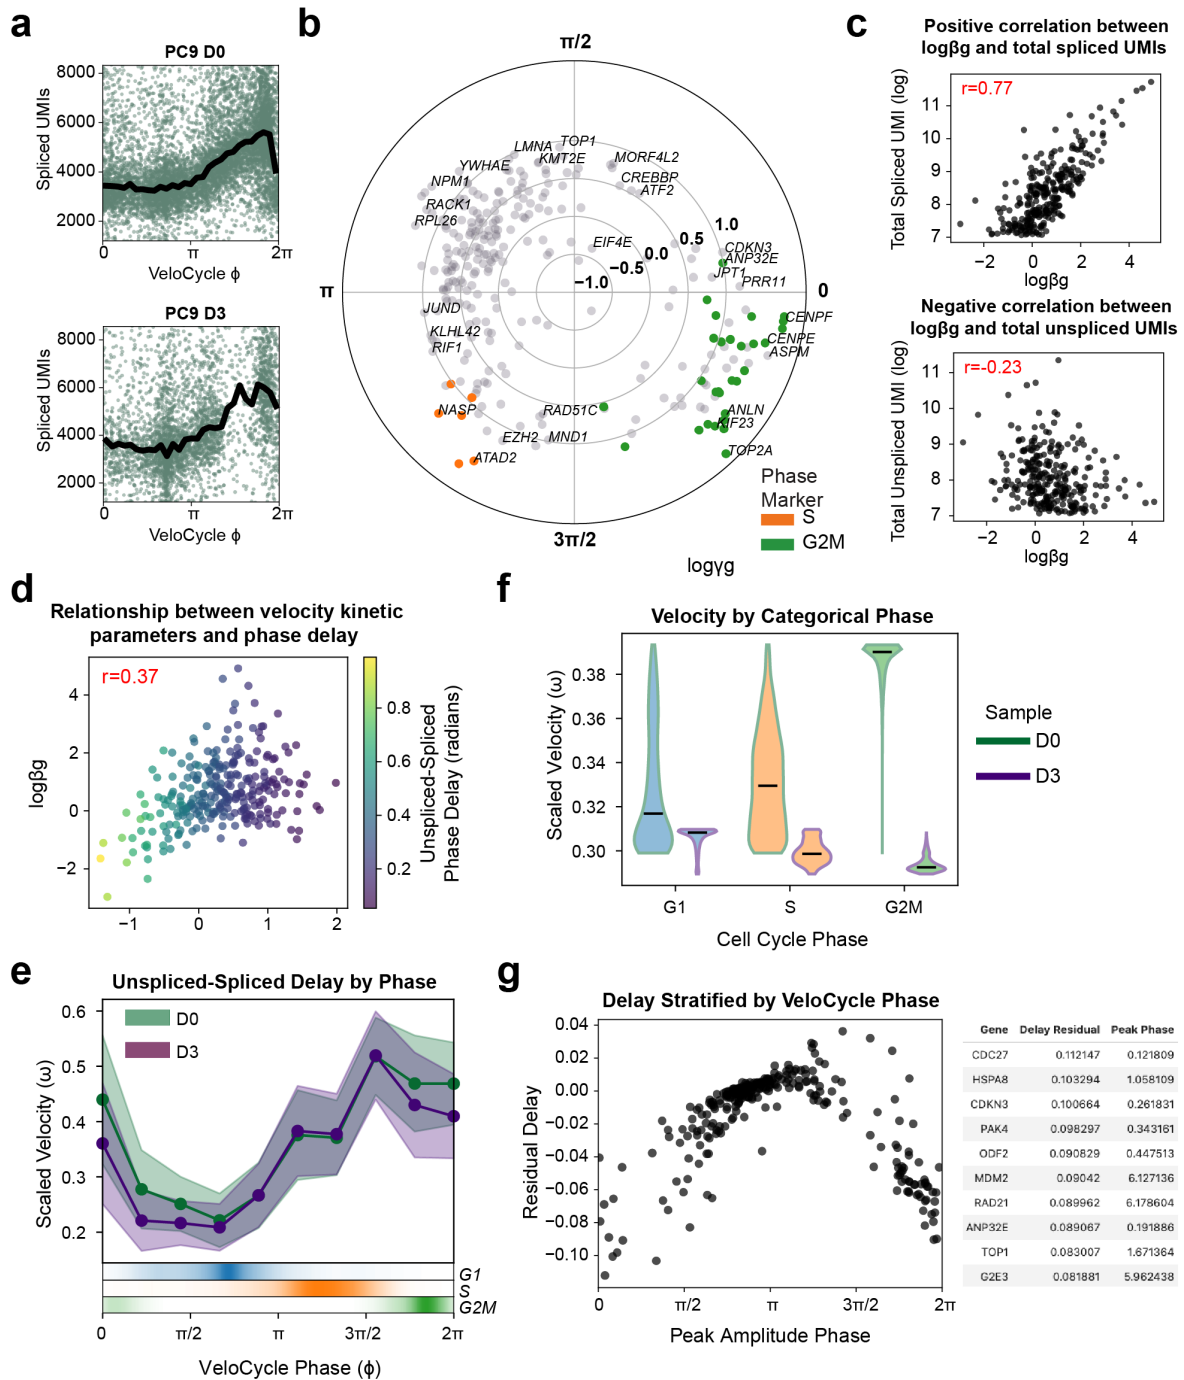 a
PC9 D0
8000
6000
4000
2000
Spliced UMIs
0
π
2π
VeloCycle ϕ
PC9 D3
8000
6000
4000
2000
Spliced UMIs
0
π
2π
VeloCycle ϕ
b
π/2
π
0
3π/2
TOP1
LMNA
KMT2E
YWHAE
NPM1
RACK1
RPL26
MORF4L2
CREBBP
ATF2
EIF4E
1.0
0.5
0.0
−0.5
−1.0
CDKN3
ANP32E
JPT1
PRR11
CENPF
CENPE
ASPM
JUND
KLHL42
RIF1
NASP
RAD51C
EZH2
MND1
ATAD2
ANLN
KIF23
TOP2A
Phase
Marker
S
G2M
logγg
c
Positive correlation between
logβg and total spliced UMIs
r=0.77
11
10
9
8
7
Total Spliced UMI (log)
−2
0
2
4
logβg
Negative correlation between
logβg and total unspliced UMIs
r=-0.23
11
10
9
8
7
Total Unspliced UMI (log)
−2
0
2
4
logβg
d
Relationship between velocity kinetic
parameters and phase delay
r=0.37
4
2
0
−2
logβg
−1
0
1
2
0.8
0.6
0.4
0.2
Unspliced-Spliced
Phase Delay (radians)
f
Velocity by Categorical Phase
0.38
0.36
0.34
0.32
0.30
Scaled Velocity (ω)
G1
S
G2M
Cell Cycle Phase
Sample
D0
D3
e
Unspliced-Spliced Delay by Phase
D0
D3
0.6
0.5
0.4
0.3
0.2
Scaled Velocity (ω)
G1
S
G2M
0
π/2
π
3π/2
2π
VeloCycle Phase (ϕ)
g
Delay Stratified by VeloCycle Phase
0.04
0.02
0.00
−0.02
−0.04
−0.06
−0.08
−0.10
Residual Delay
0
π/2
π
3π/2
2π
Peak Amplitude Phase
Gene Delay Residual Peak Phase
CDC27 0.112147 0.121809
HSPA8 0.103294 1.058109
CDKN3 0.100664 0.261831
PAK4 0.098297 0.343161
ODF2 0.090829 0.447513
MDM2 0.09042 6.127136
RAD21 0.089962 6.178604
ANP32E 0.089067 0.191886
TOP1 0.083007 1.671364
G2E3 0.081881 5.962438